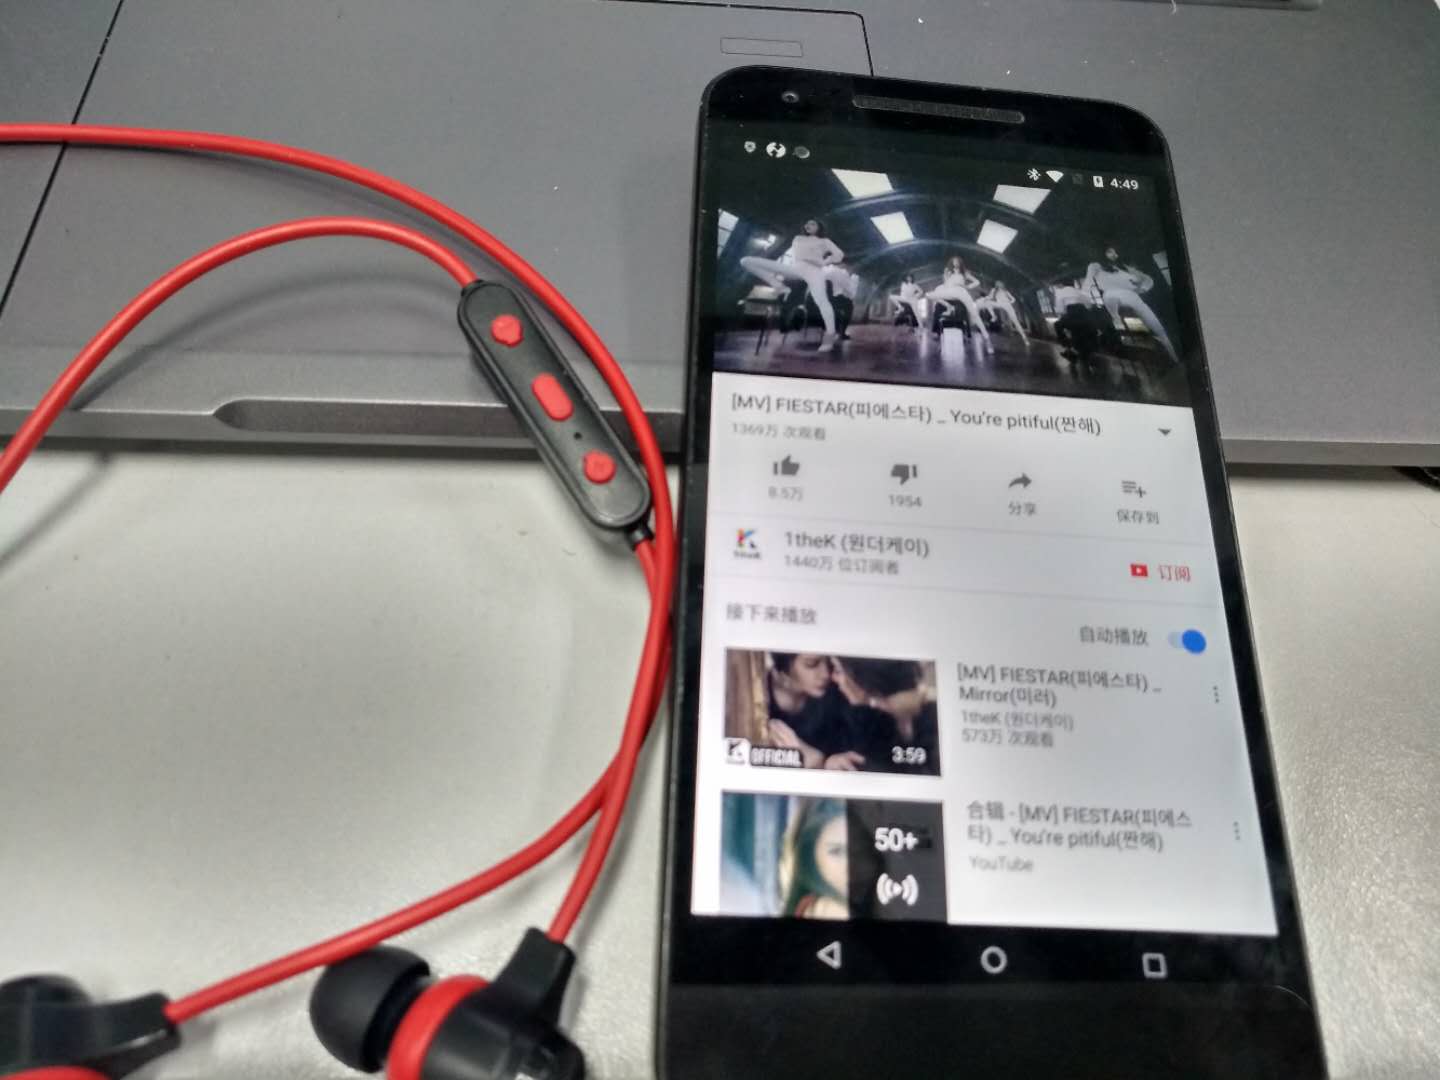 4:49
[MV] FIESTAR(피에스타) _ You're pitiful(짠해)
1369万 次观看
8.5万
1954
分享
保存到
1theK
1theK (원더케이)
1440万 位订阅者
订阅
接下来播放
自动播放
[MV] FIESTAR(피에스타) _
Mirror(미러)
1theK (원더케이)
573万 次观看
OFFICIAL
3:59
50+
合辑 - [MV] FIESTAR(피에스
타) _ You're pitiful(짠해)
YouTube